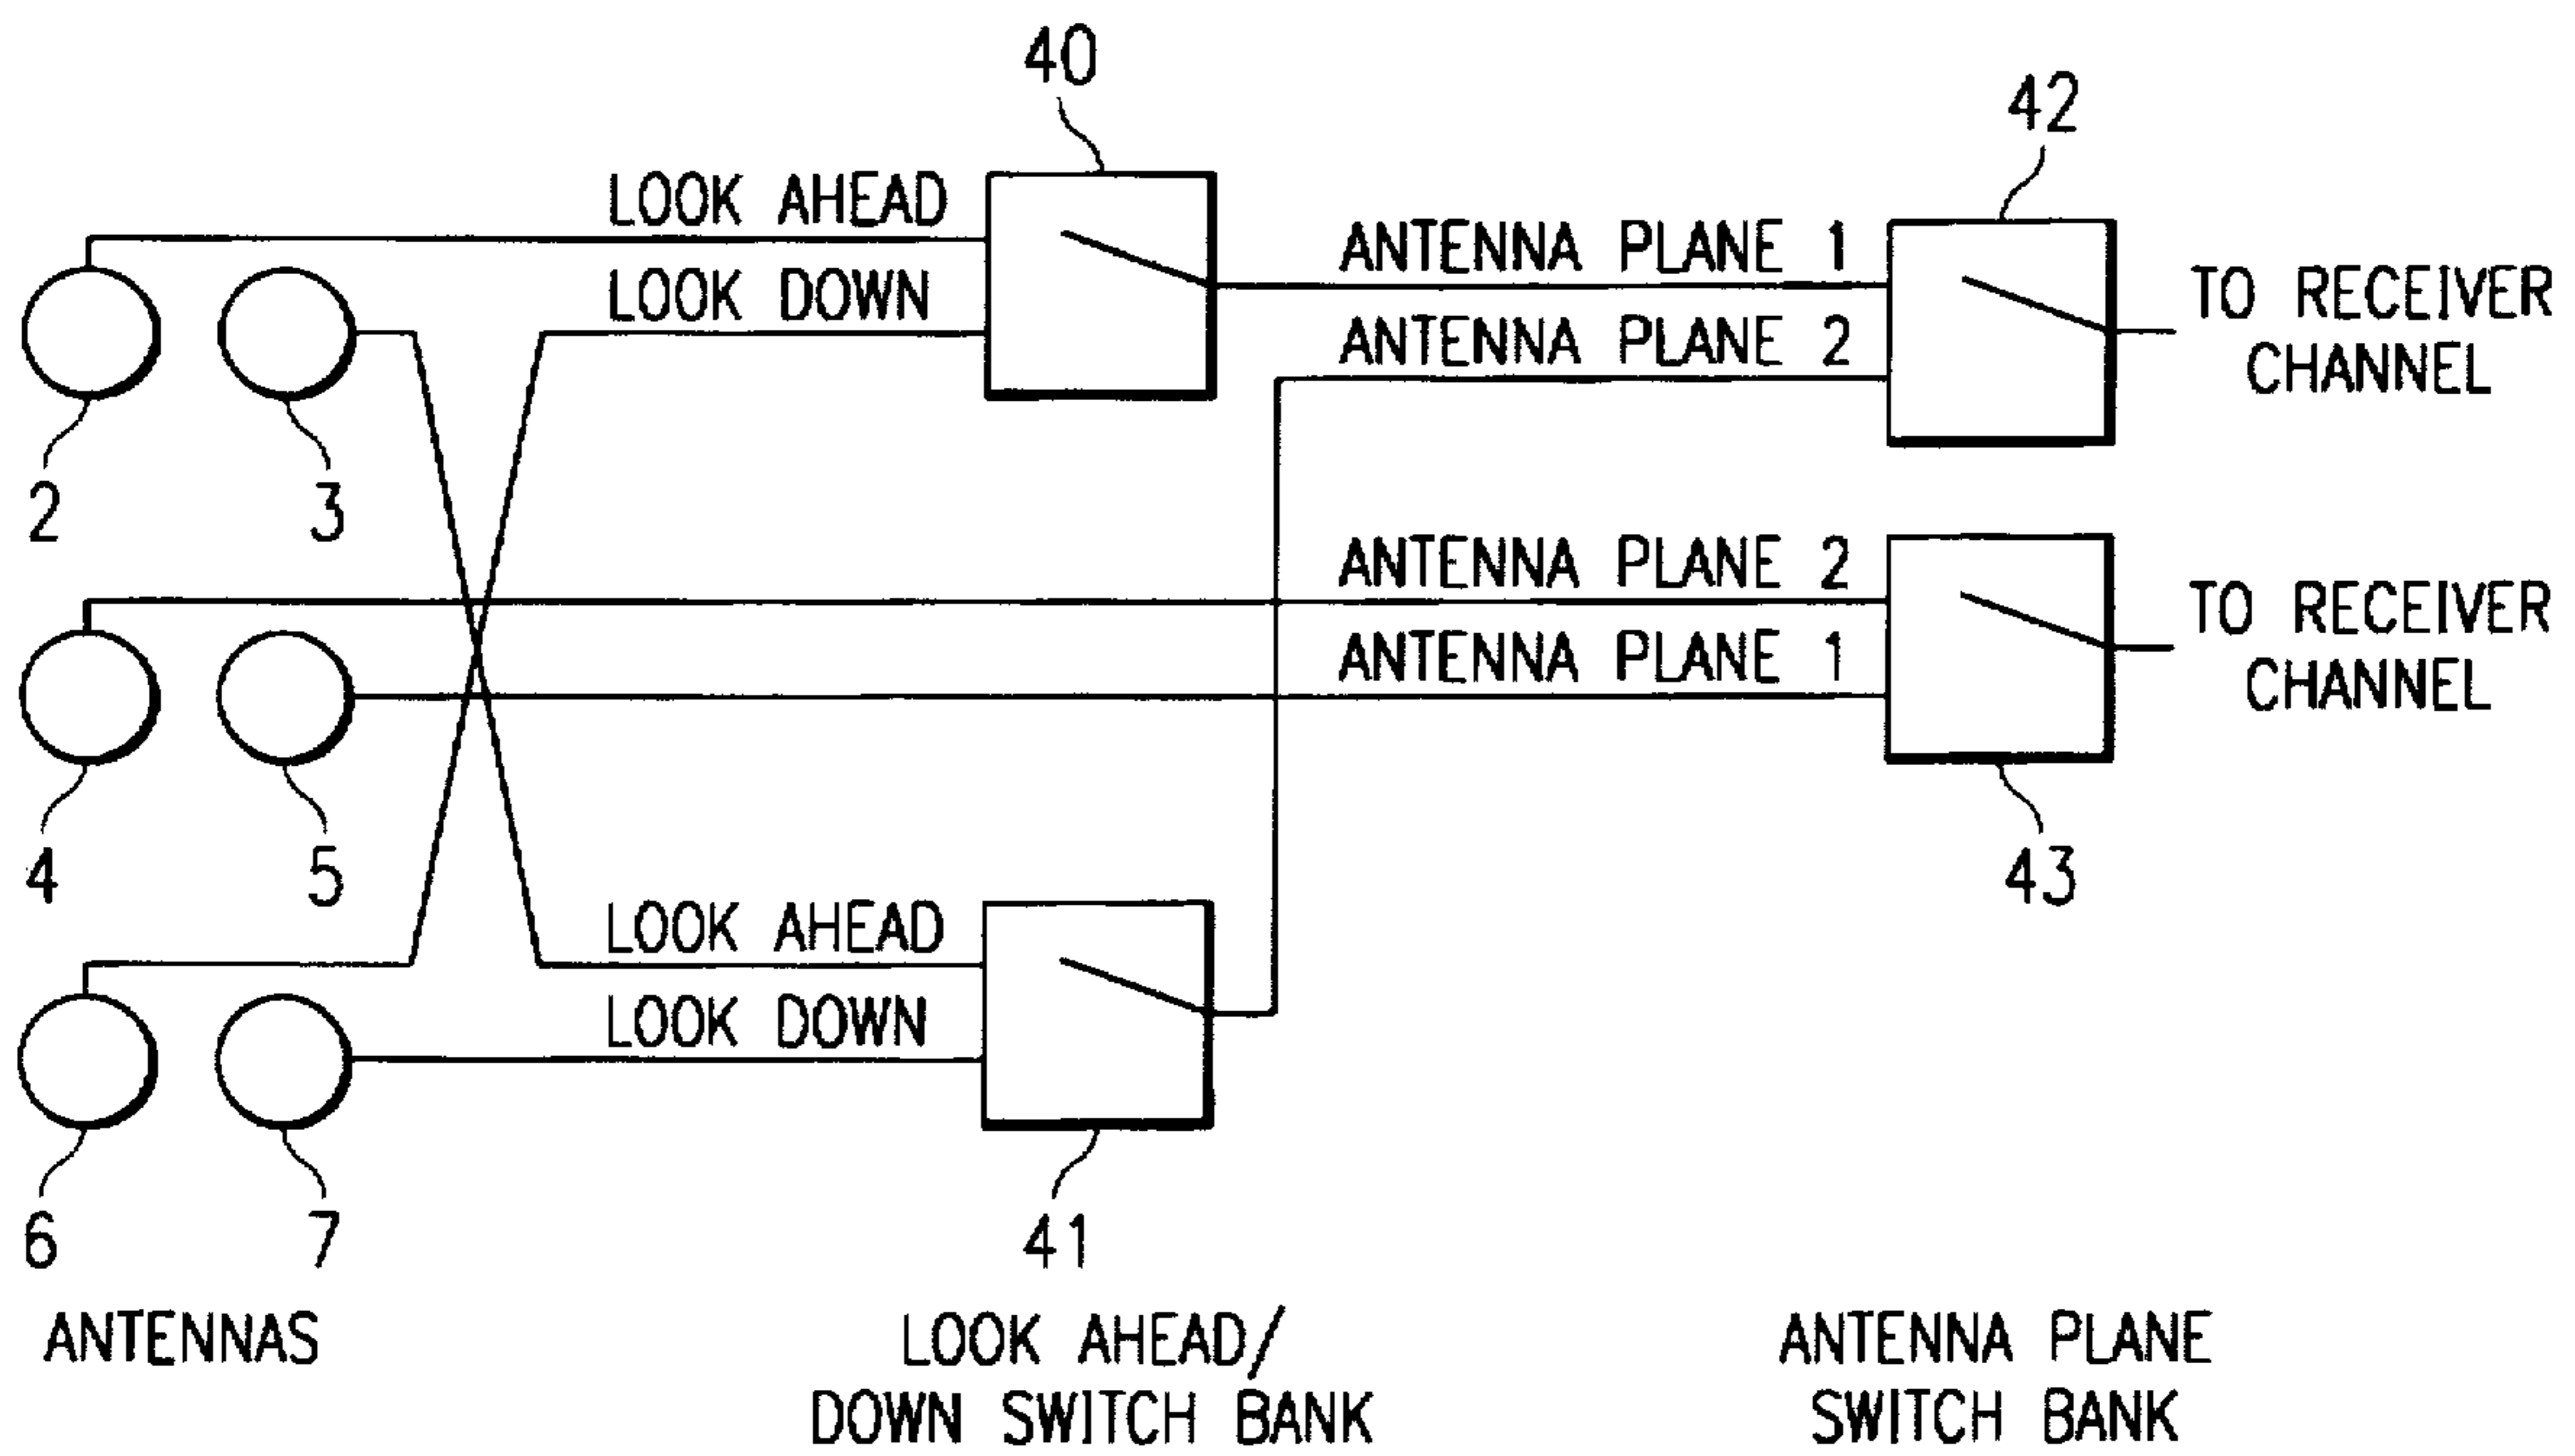 40
42
LOOK AHEAD
LOOK DOWN
ANTENNA PLANE 1
ANTENNA PLANE 2
TO RECEIVER
CHANNEL
2
3
ANTENNA PLANE 2
ANTENNA PLANE 1
TO RECEIVER
CHANNEL
4
5
43
LOOK AHEAD
LOOK DOWN
6
7
41
ANTENNAS
LOOK AHEAD/
DOWN SWITCH BANK
ANTENNA PLANE
SWITCH BANK